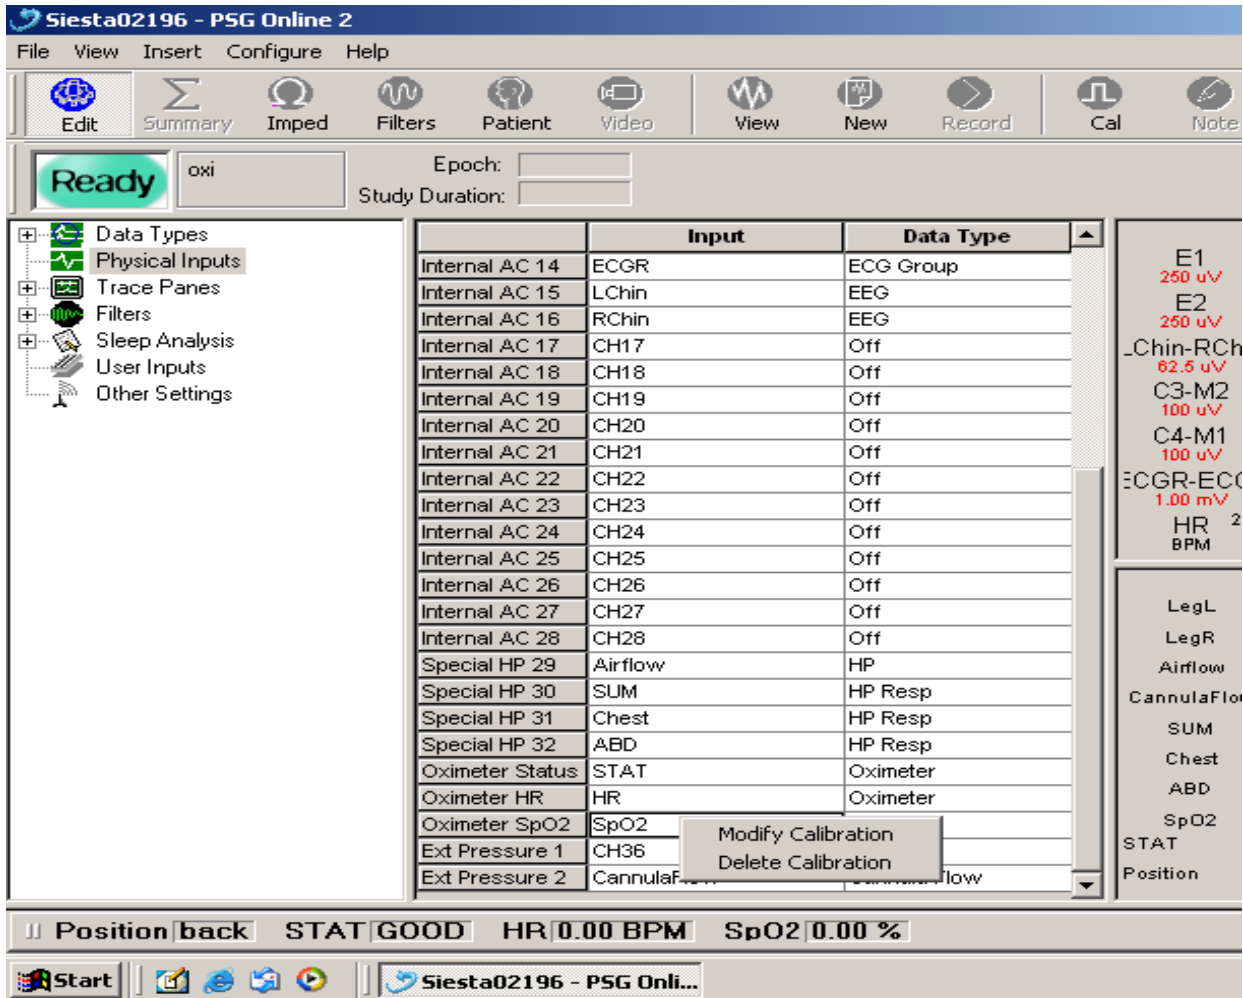 Siesta02196 - PSG Online 2
File View Insert Configure Help
Edit Summary Imped Filters Patient Video View New Record Cal Note
Ready oxi Epoch:
Study Duration:
Data Types
Physical Inputs
Trace Panes
Filters
Sleep Analysis
User Inputs
Other Settings
Input Data Type
Internal AC 14 ECGR ECG Group
Internal AC 15 LChin EEG
Internal AC 16 RChin EEG
Internal AC 17 CH17 Off
Internal AC 18 CH18 Off
Internal AC 19 CH19 Off
Internal AC 20 CH20 Off
Internal AC 21 CH21 Off
Internal AC 22 CH22 Off
Internal AC 23 CH23 Off
Internal AC 24 CH24 Off
Internal AC 25 CH25 Off
Internal AC 26 CH26 Off
Internal AC 27 CH27 Off
Internal AC 28 CH28 Off
Special HP 29 Airflow HP
Special HP 30 SUM HP Resp
Special HP 31 Chest HP Resp
Special HP 32 ABD HP Resp
Oximeter Status STAT Oximeter
Oximeter HR HR Oximeter
Oximeter SpO2 SpO2
Ext Pressure 1 CH36
Ext Pressure 2
Modify Calibration
Delete Calibration
E1
250 uV
E2
250 uV
_Chin-RCh
62.5 uV
C3-M2
100 uV
C4-M1
100 uV
ECGR-ECG
1.00 mV
HR 2
BPM
LegL
LegR
Airflow
CannulaFlo
SUM
Chest
ABD
SpO2
STAT
Position
Position back STAT GOOD HR 0.00 BPM SpO2 0.00 %
Start Siesta02196 - PSG Onli...